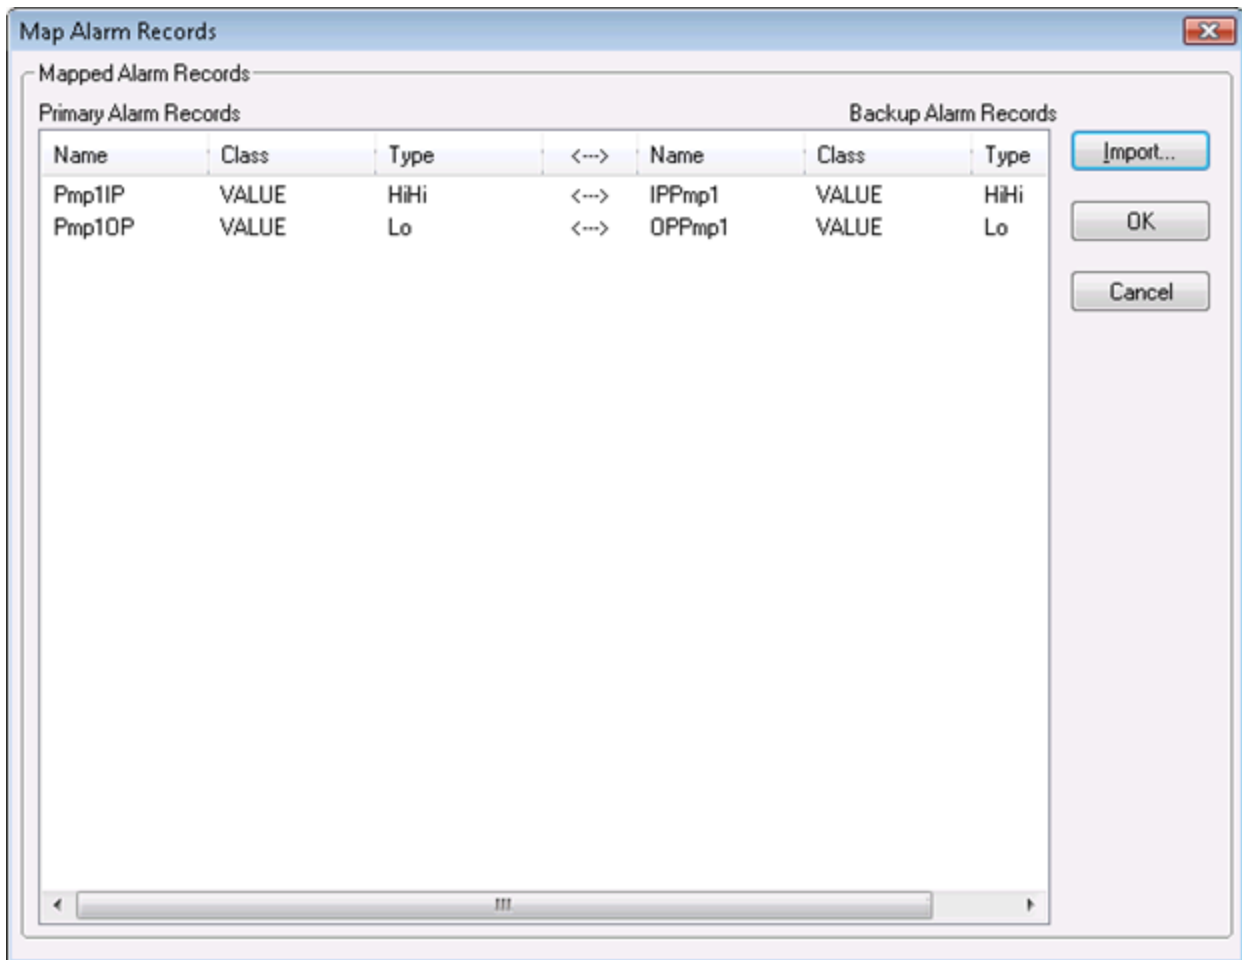 Map Alarm Records
Mapped Alarm Records
Primary Alarm Records Backup Alarm Records
Name Class Type <---> Name Class Type
Pmp1IP VALUE HiHi <---> IPPmp1 VALUE HiHi
Pmp1OP VALUE Lo <---> OPPmp1 VALUE Lo
Import...
OK
Cancel